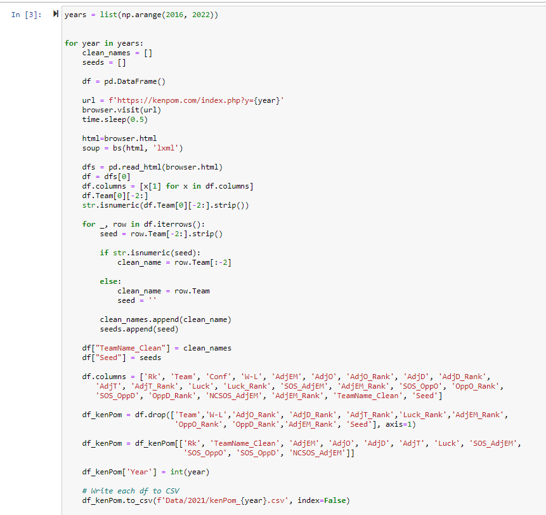 In [3]:
years = list(np.arange(2016, 2022))
for year in years:
clean_names = []
seeds = []
df = pd.DataFrame()
url = f'https://kenpom.com/index.php?y={year}'
browser.visit(url)
time.sleep(0.5)
html=browser.html
soup = bs(html, 'lxml')
dfs = pd.read_html(browser.html)
df = dfs[0]
df.columns = [x[1] for x in df.columns]
df.Team[0][-2:]
str.isnumeric(df.Team[0][-2:].strip())
for _, row in df.iterrows():
seed = row.Team[-2:].strip()
if str.isnumeric(seed):
clean_name = row.Team[:-2]
else:
clean_name = row.Team
seed = ''
clean_names.append(clean_name)
seeds.append(seed)
df["TeamName_Clean"] = clean_names
df["Seed"] = seeds
df.columns = ['Rk', 'Team', 'Conf', 'W-L', 'AdjEM', 'AdjO', 'AdjO_Rank', 'AdjD', 'AdjD_Rank',
'AdjT', 'AdjT_Rank', 'Luck', 'Luck_Rank', 'SOS_AdjEM', 'AdjEM_Rank', 'SOS_OppO', 'OppO_Rank',
'SOS_OppD', 'OppD_Rank', 'NCSOS_AdjEM', 'AdjEM_Rank', 'TeamName_Clean', 'Seed']
df_kenPom = df.drop(['Team','W-L','AdjO_Rank', 'AdjD_Rank', 'AdjT_Rank','Luck_Rank','AdjEM_Rank',
'OppO_Rank', 'OppD_Rank','AdjEM_Rank', 'Seed'], axis=1)
df_kenPom = df_kenPom[['Rk', 'TeamName_Clean', 'AdjEM', 'AdjO', 'AdjD', 'AdjT', 'Luck', 'SOS_AdjEM',
'SOS_OppO', 'SOS_OppD', 'NCSOS_AdjEM']]
df_kenPom['Year'] = int(year)
# Write each df to CSV
df_kenPom.to_csv(f'Data/2021/kenPom_{year}.csv', index=False)